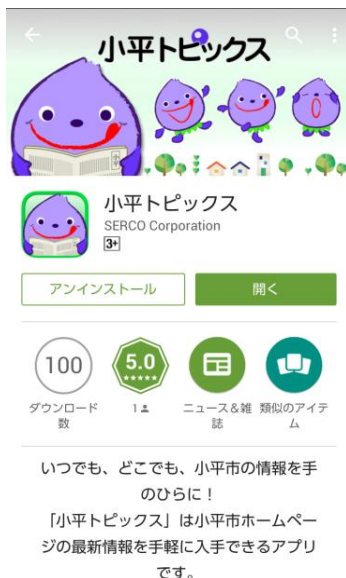 小平トピックス
小平トピックス
SERCO Corporation
3+
アンインストール
開く
100
5.0
ダウンロード
数
1
ニュース&雑
誌
類似のアイテ
ム
いつでも、どこでも、小平市の情報を手
のひらに！
「小平トピックス」は小平市ホームペー
ジの最新情報を手軽に入手できるアプリ
です。